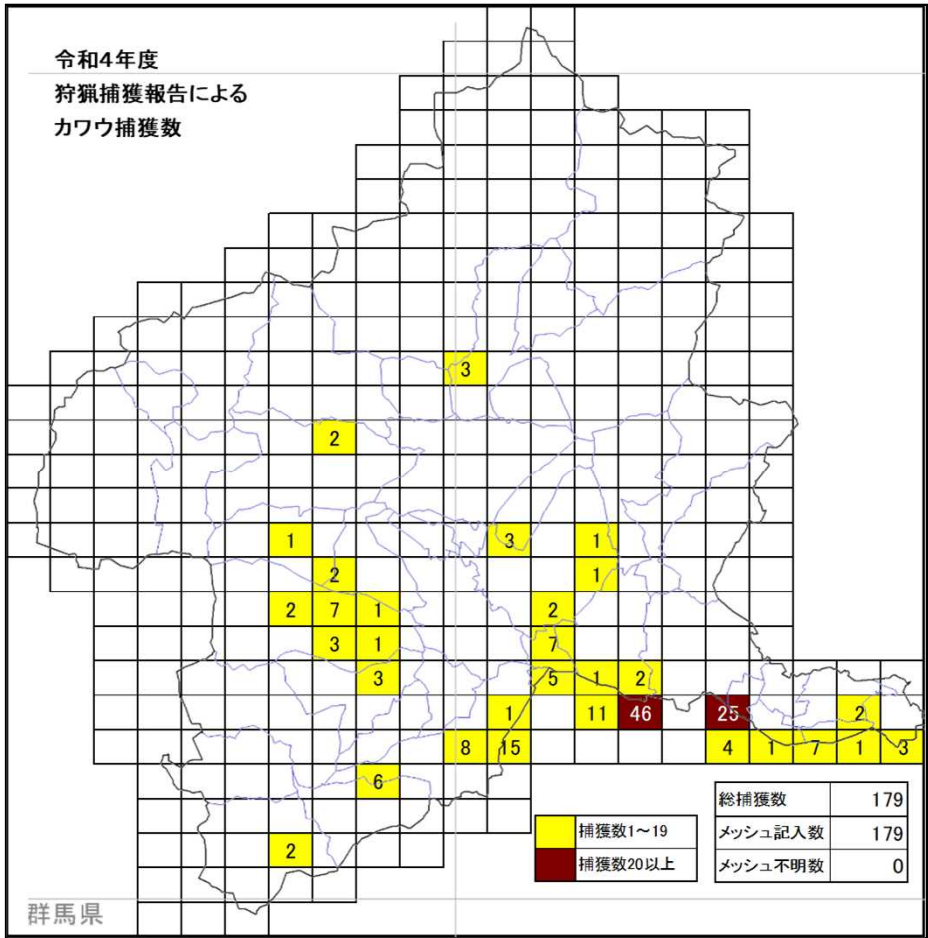 令和4年度
狩猟捕獲報告による
カワウ捕獲数
3
2
1 3 1
2 1
2 7 1 2
3 1 7
3 5 1 2
1 11 46 25 2
8 15 4 1 7 1 3
6
2
捕獲数1～19
捕獲数20以上
総捕獲数 179
メッシュ記入数 179
メッシュ不明数 0
群馬県